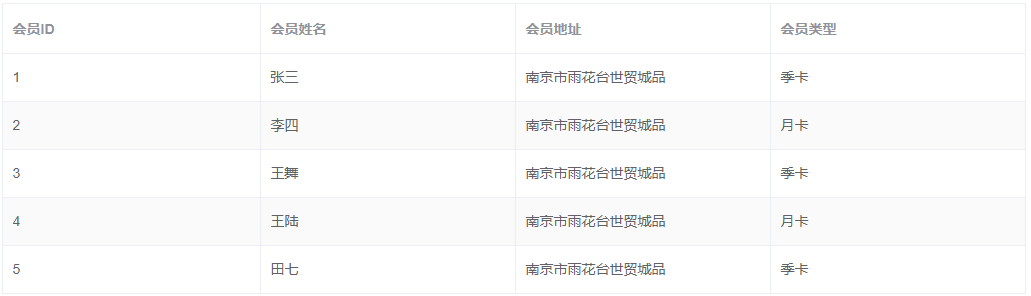 会员ID 会员姓名 会员地址 会员类型
1 张三 南京市雨花台世贸城品 季卡
2 李四 南京市雨花台世贸城品 月卡
3 王舞 南京市雨花台世贸城品 季卡
4 王陆 南京市雨花台世贸城品 月卡
5 田七 南京市雨花台世贸城品 季卡